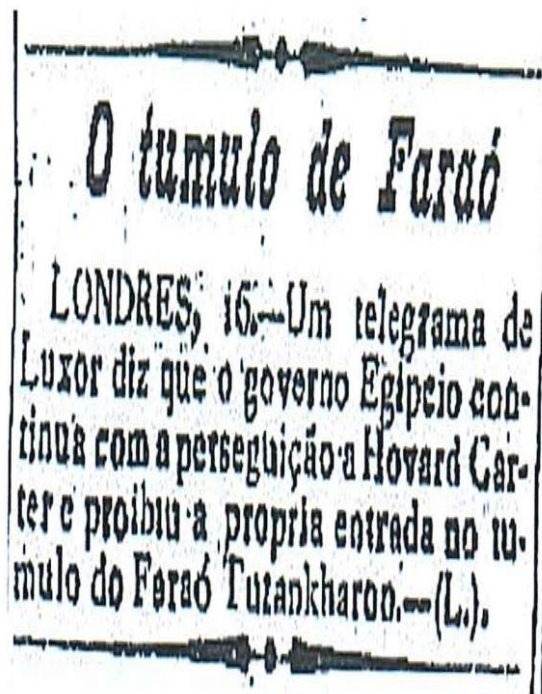 O tumulo de Faraó
LONDRES, 16.—Um telegrama de
Luxor diz que o governo Egipcio con-
tinua com a perseguição a Hovard Car-
ter e proibiu a propria entrada no tu-
mulo do Faraó Tutankharon.—(L.).